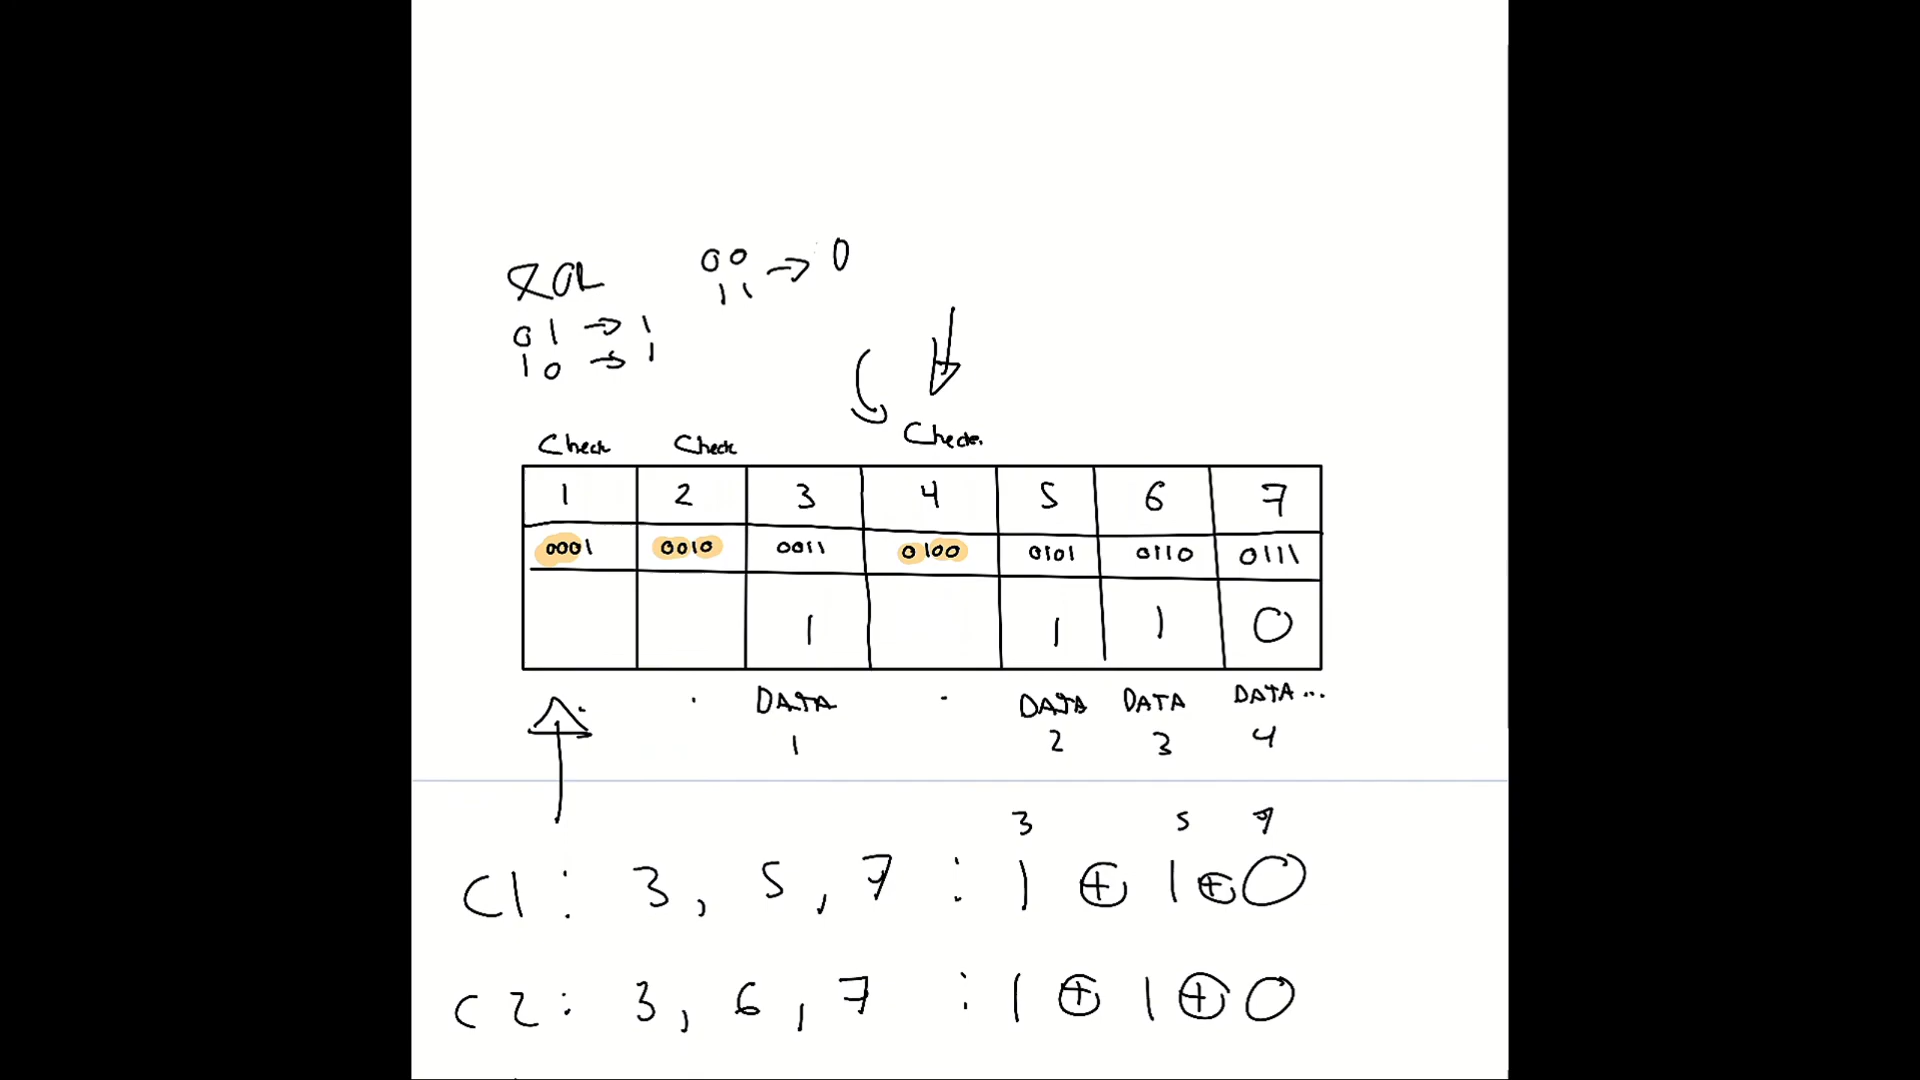 XOR 00 → 0
11
01 → 1
10 → 1
Check Check Check
1 2 3 4 5 6 7
0001 0010 0011 0100 0101 0110 0111
1 1 1 0
DATA DATA DATA DATA...
1 2 3 4
3 5 7
C1: 3, 5, 7 : 1 ⊕ 1 ⊕ 0
C2: 3, 6, 7 : 1 ⊕ 1 ⊕ 0